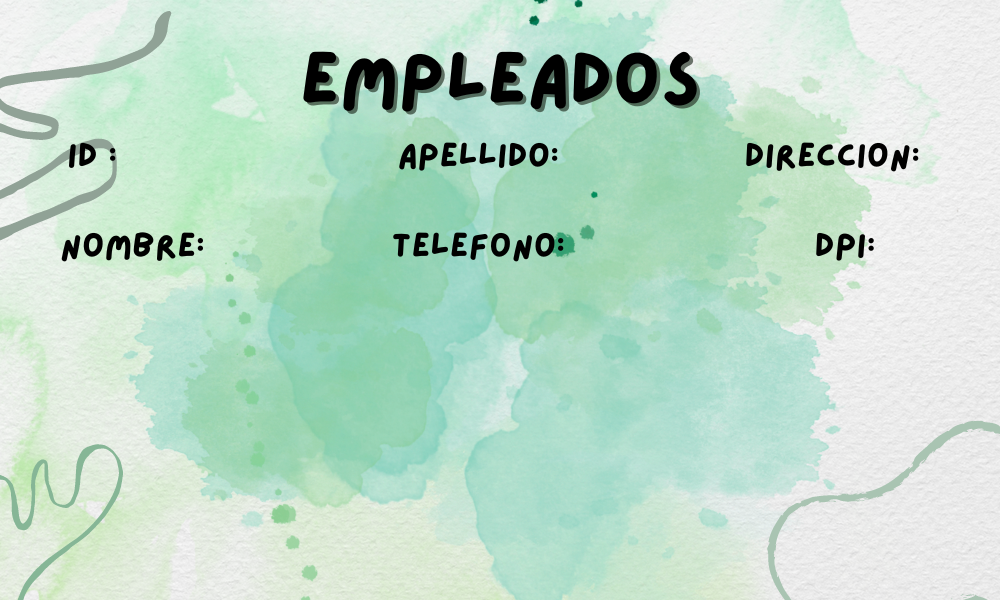 EMPLEADOS
ID : APELLIDO: DIRECCION:
NOMBRE: TELEFONO: DPI: